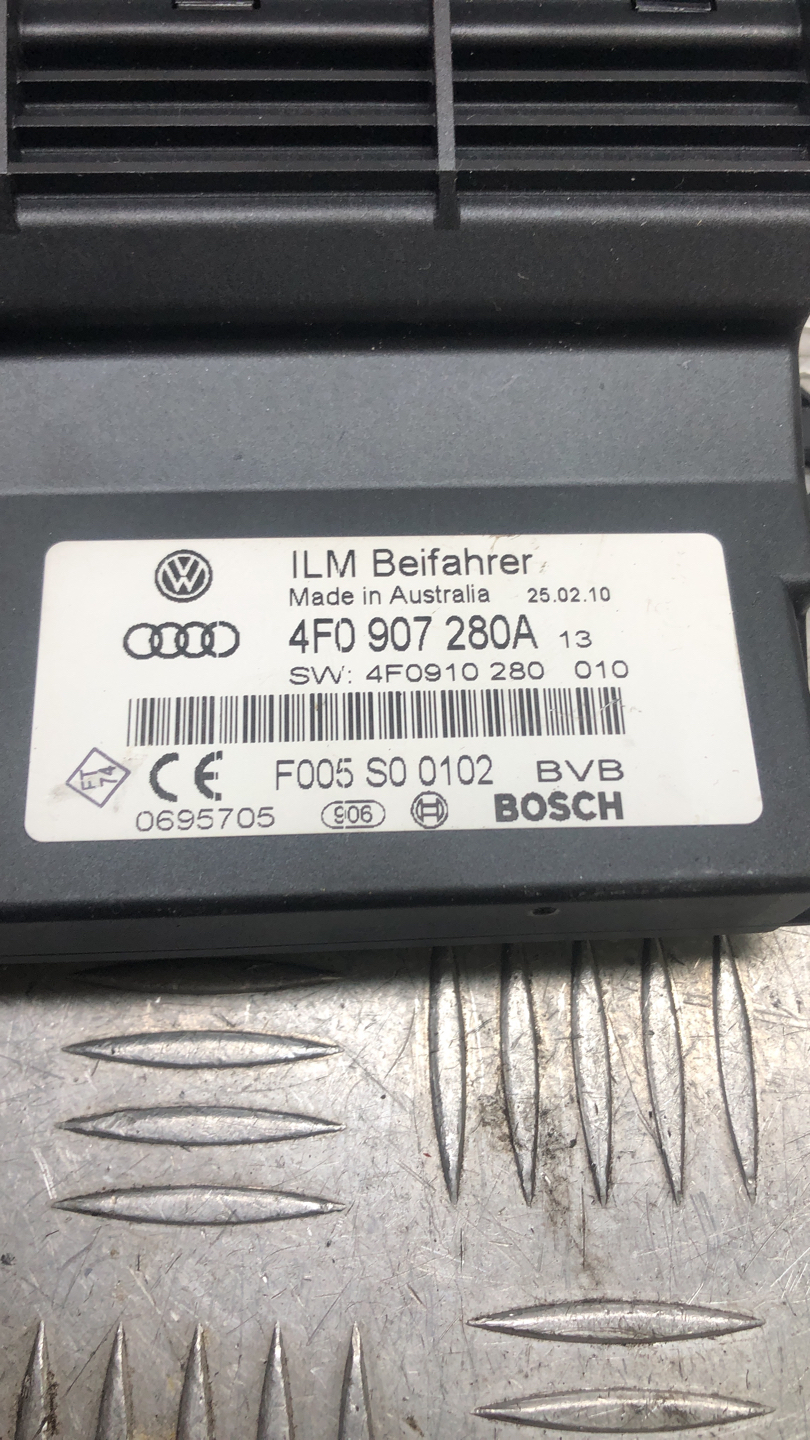 ILM Beifahrer
Made in Australia 25.02.10
4F0 907 280A 13
SW: 4F0910 280 010
CE F005 S0 0102 BVB
0695705 906 BOSCH